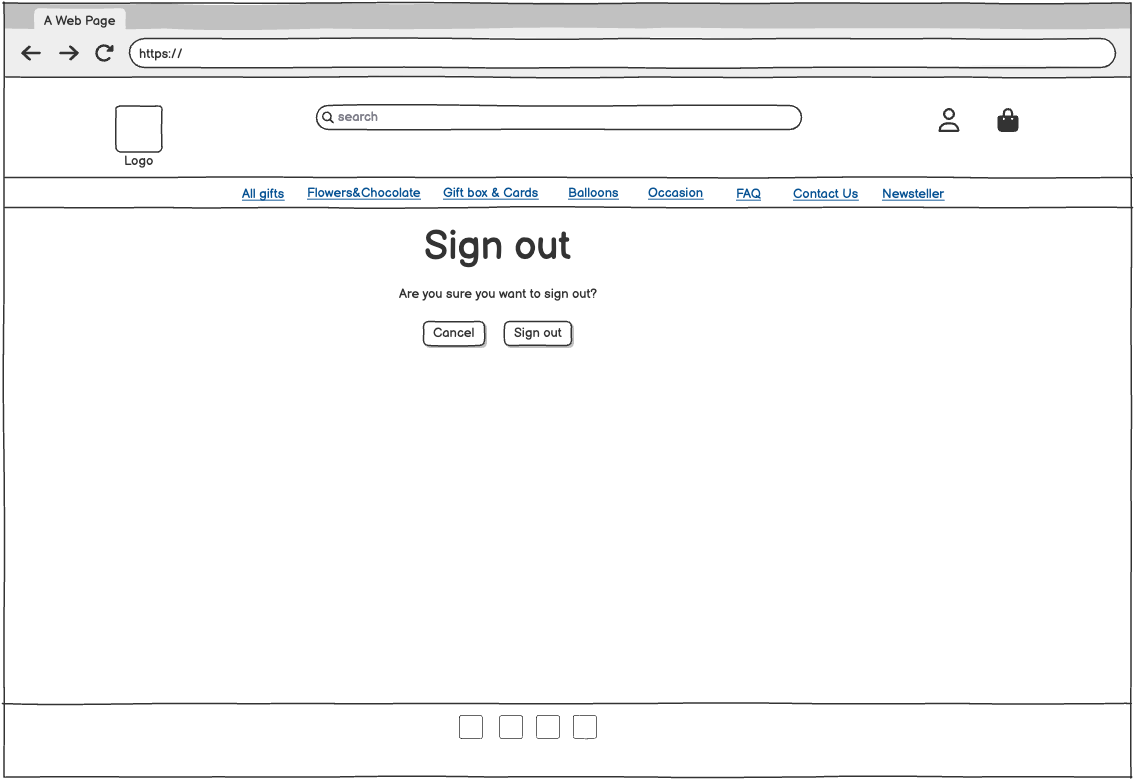 A Web Page
https://
search
Logo
All gifts Flowers&Chocolate Gift box & Cards Balloons Occasion FAQ Contact Us Newsteller
Sign out
Are you sure you want to sign out?
Cancel Sign out